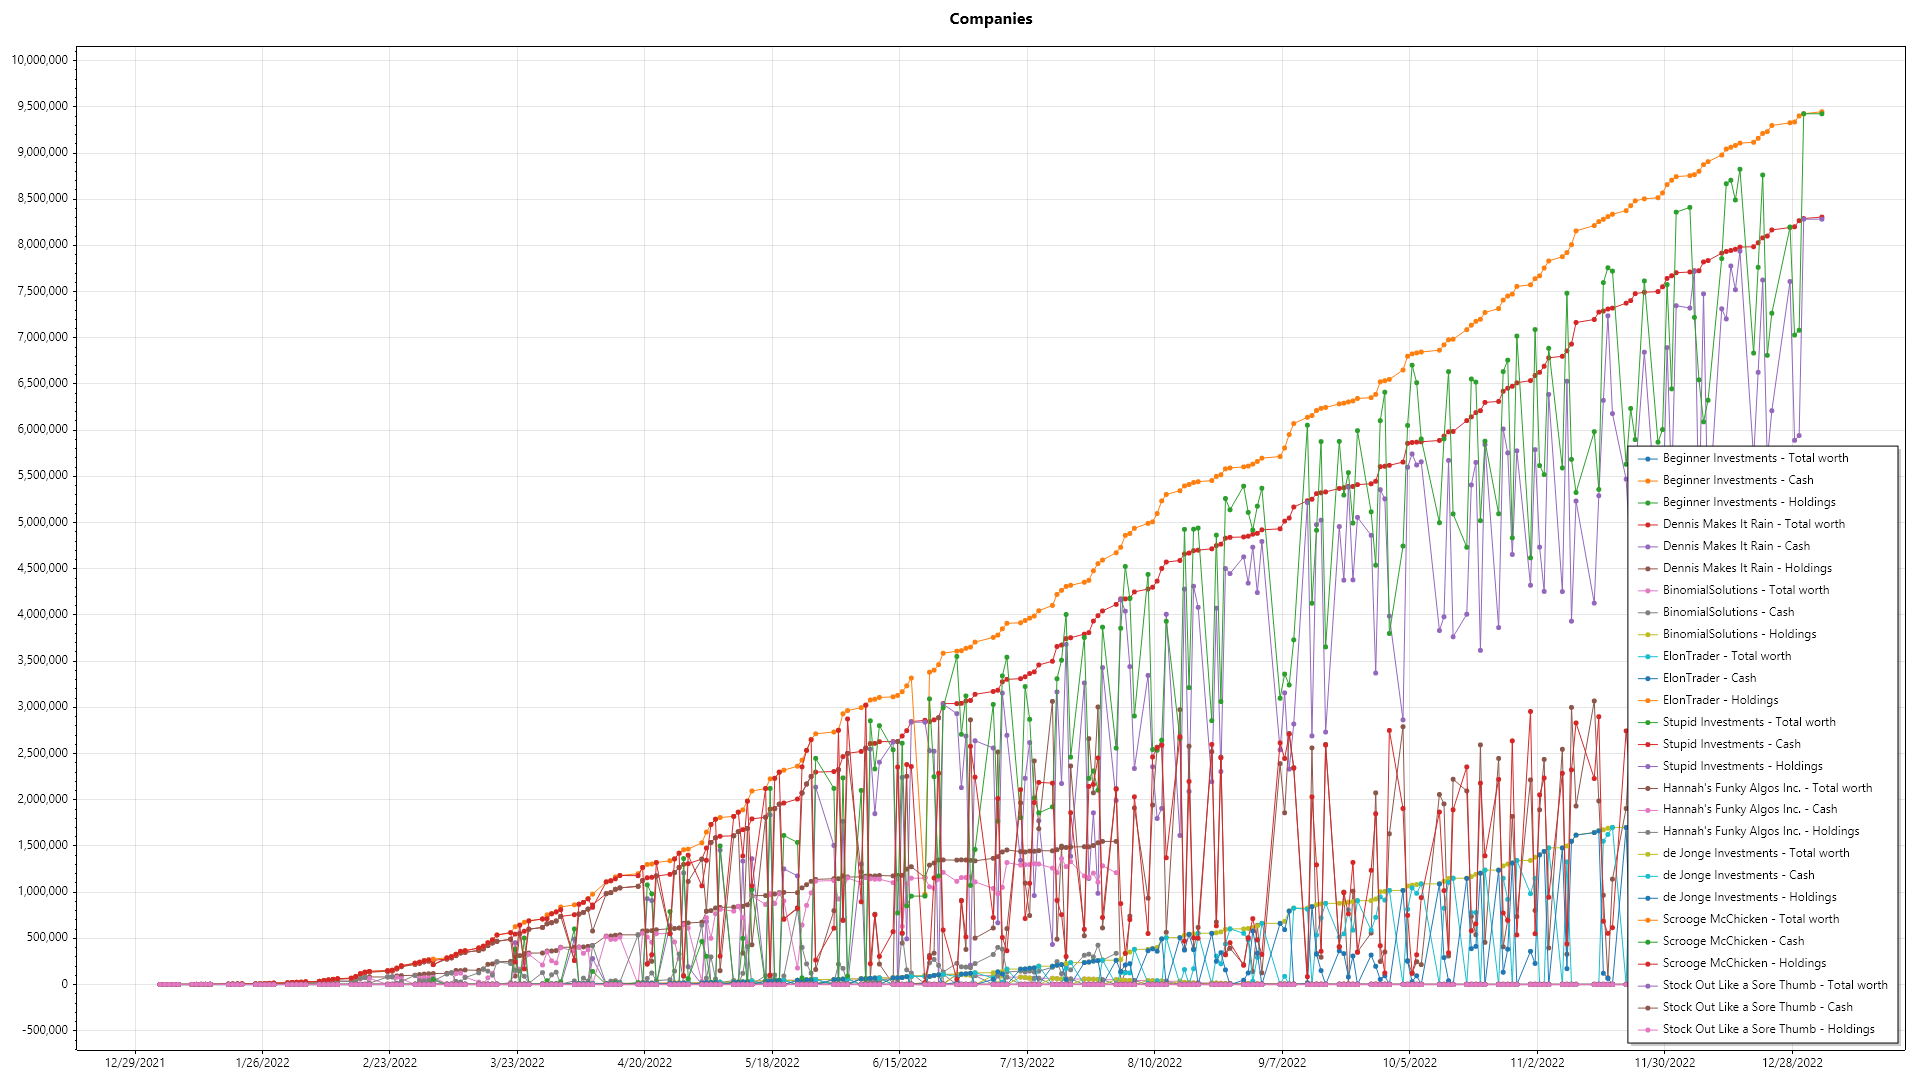 Companies
10,000,000
9,500,000
9,000,000
8,500,000
8,000,000
7,500,000
7,000,000
6,500,000
6,000,000
5,500,000
5,000,000
4,500,000
4,000,000
3,500,000
3,000,000
2,500,000
2,000,000
1,500,000
1,000,000
500,000
0
-500,000
Beginner Investments - Total worth
Beginner Investments - Cash
Beginner Investments - Holdings
Dennis Makes It Rain - Total worth
Dennis Makes It Rain - Cash
Dennis Makes It Rain - Holdings
BinomialSolutions - Total worth
BinomialSolutions - Cash
BinomialSolutions - Holdings
ElonTrader - Total worth
ElonTrader - Cash
ElonTrader - Holdings
Stupid Investments - Total worth
Stupid Investments - Cash
Stupid Investments - Holdings
Hannah's Funky Algos Inc. - Total worth
Hannah's Funky Algos Inc. - Cash
Hannah's Funky Algos Inc. - Holdings
de Jonge Investments - Total worth
de Jonge Investments - Cash
de Jonge Investments - Holdings
Scrooge McChicken - Total worth
Scrooge McChicken - Cash
Scrooge McChicken - Holdings
Stock Out Like a Sore Thumb - Total worth
Stock Out Like a Sore Thumb - Cash
Stock Out Like a Sore Thumb - Holdings
12/29/2021 1/26/2022 2/23/2022 3/23/2022 4/20/2022 5/18/2022 6/15/2022 7/13/2022 8/10/2022 9/7/2022 10/5/2022 11/2/2022 11/30/2022 12/28/2022